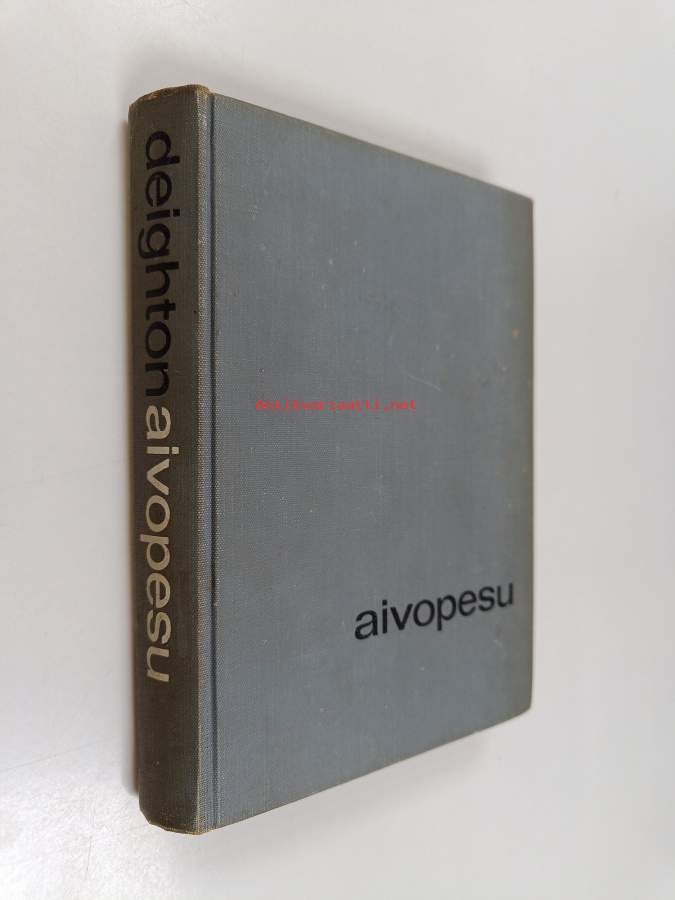 deighton aivopesu
Antikvariaatti.net
aivopesu